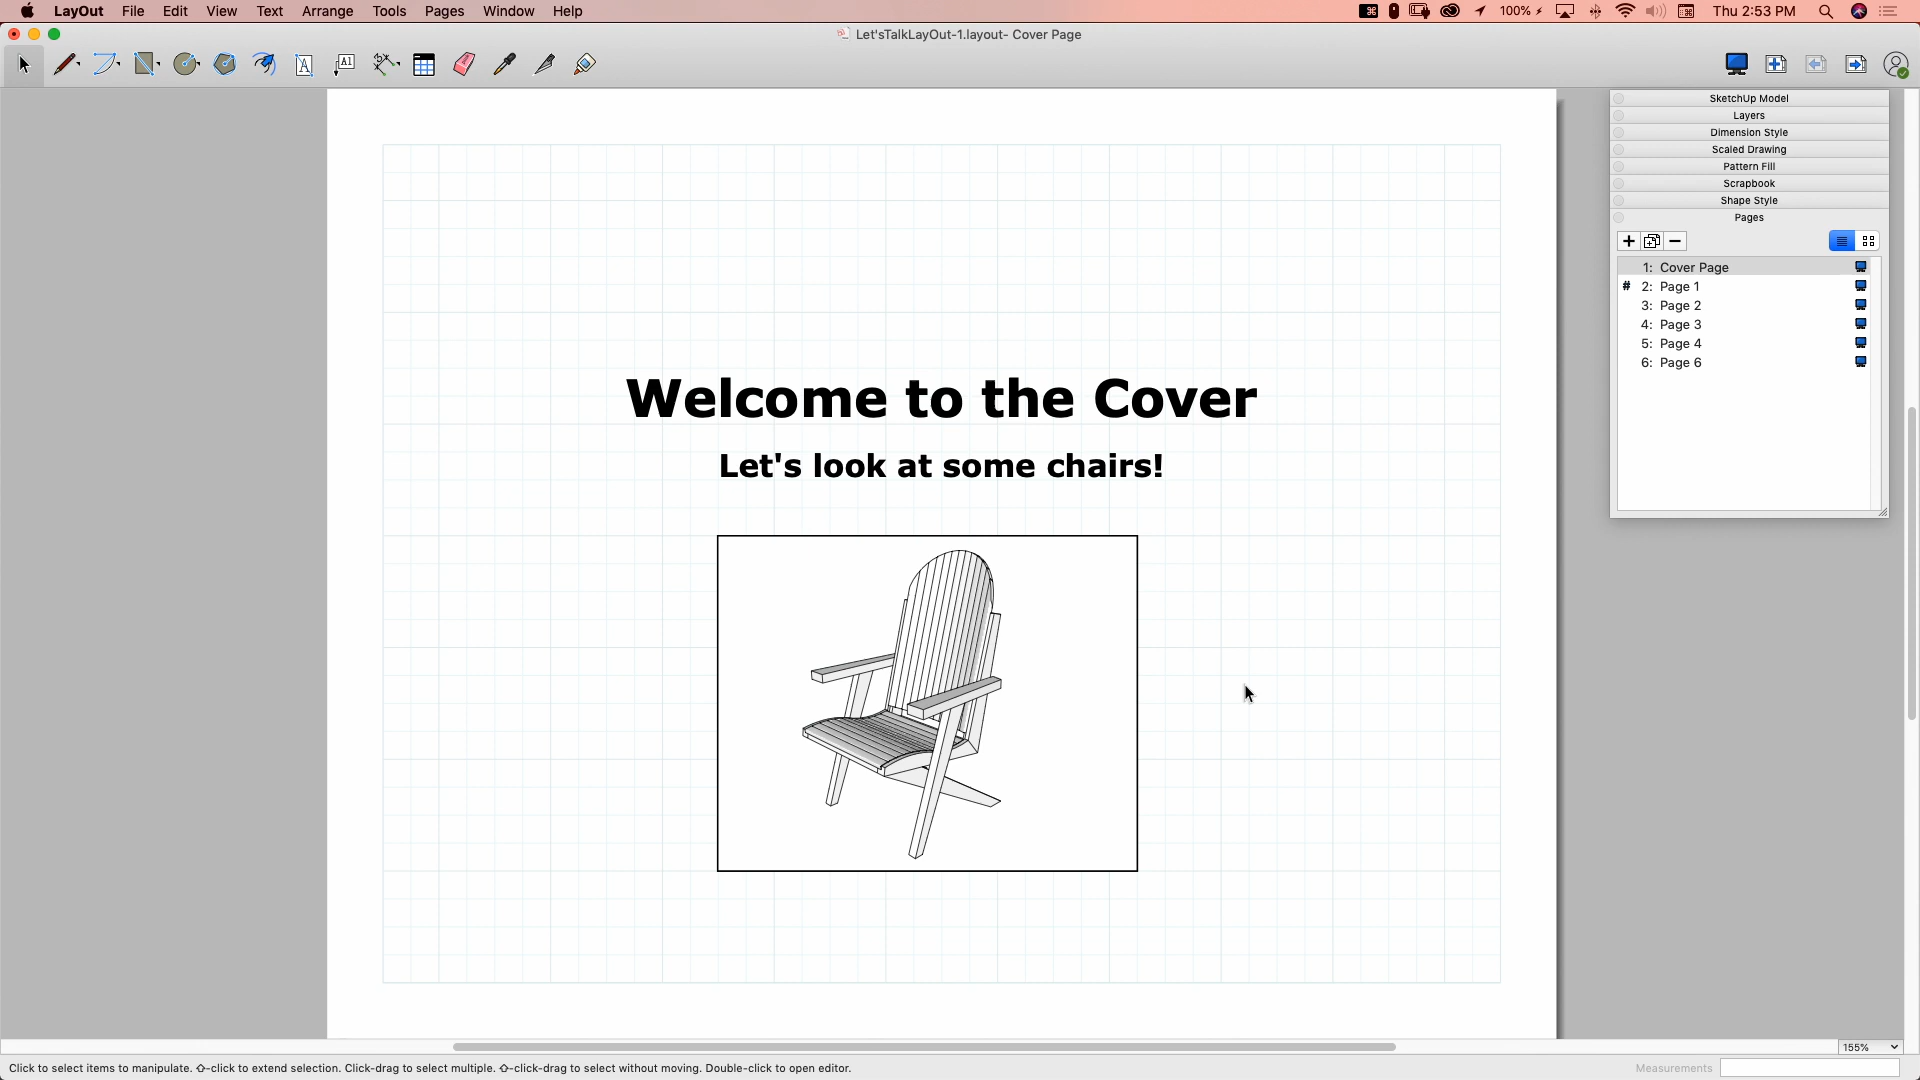 LayOut File Edit View Text Arrange Tools Pages Window Help
100% Thu 2:53 PM
Let'sTalkLayOut-1.layout- Cover Page
A
A1
SketchUp Model
Layers
Dimension Style
Scaled Drawing
Pattern Fill
Scrapbook
Shape Style
Pages
1: Cover Page
# 2: Page 1
3: Page 2
4: Page 3
5: Page 4
6: Page 6
Welcome to the Cover
Let's look at some chairs!
155%
Click to select items to manipulate. ⇧-click to extend selection. Click-drag to select multiple. ⇧-click-drag to select without moving. Double-click to open editor.
Measurements